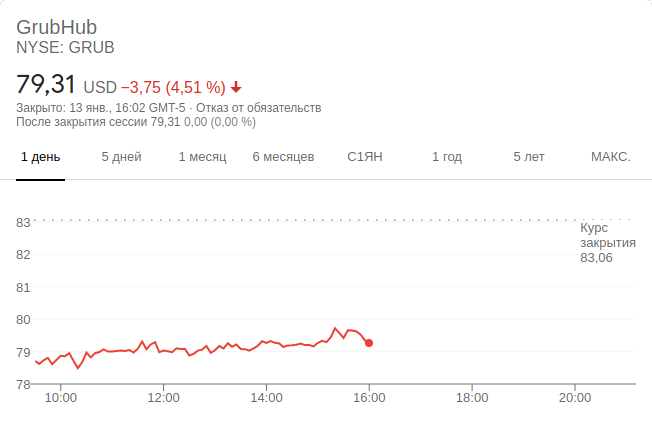 GrubHub
NYSE: GRUB
79,31 USD −3,75 (4,51 %)
Закрыто: 13 янв., 16:02 GMT-5 · Отказ от обязательств
После закрытия сессии 79,31 0,00 (0,00 %)
1 день 5 дней 1 месяц 6 месяцев С1ЯН 1 год 5 лет МАКС.
83
Курс
закрытия
83,06
82
81
80
79
78
10:00 12:00 14:00 16:00 18:00 20:00